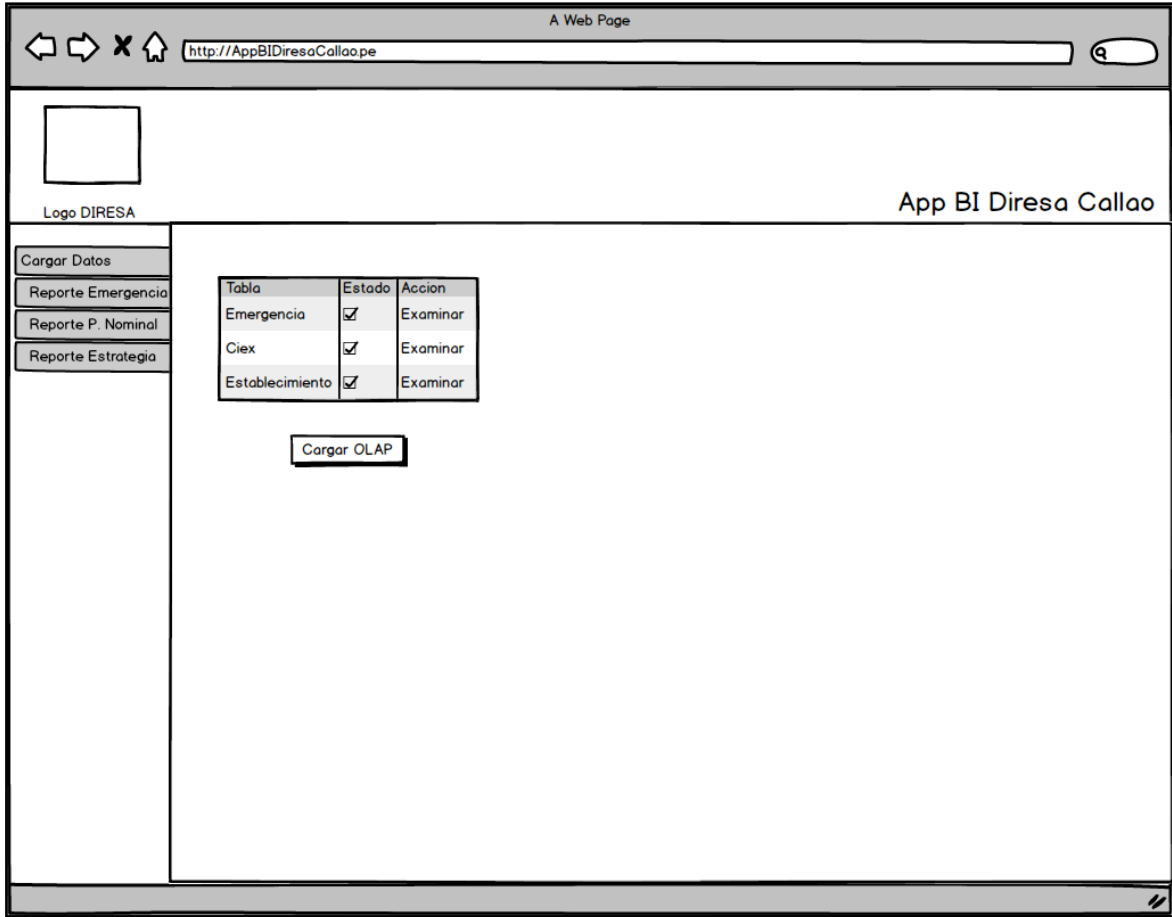 A Web Page
http://AppBIDiresaCallao.pe
Logo DIRESA
App BI Diresa Callao
Cargar Datos
Reporte Emergencia
Reporte P. Nominal
Reporte Estrategia
Tabla Estado Accion
Emergencia Examinar
Ciex Examinar
Establecimiento Examinar
Cargar OLAP